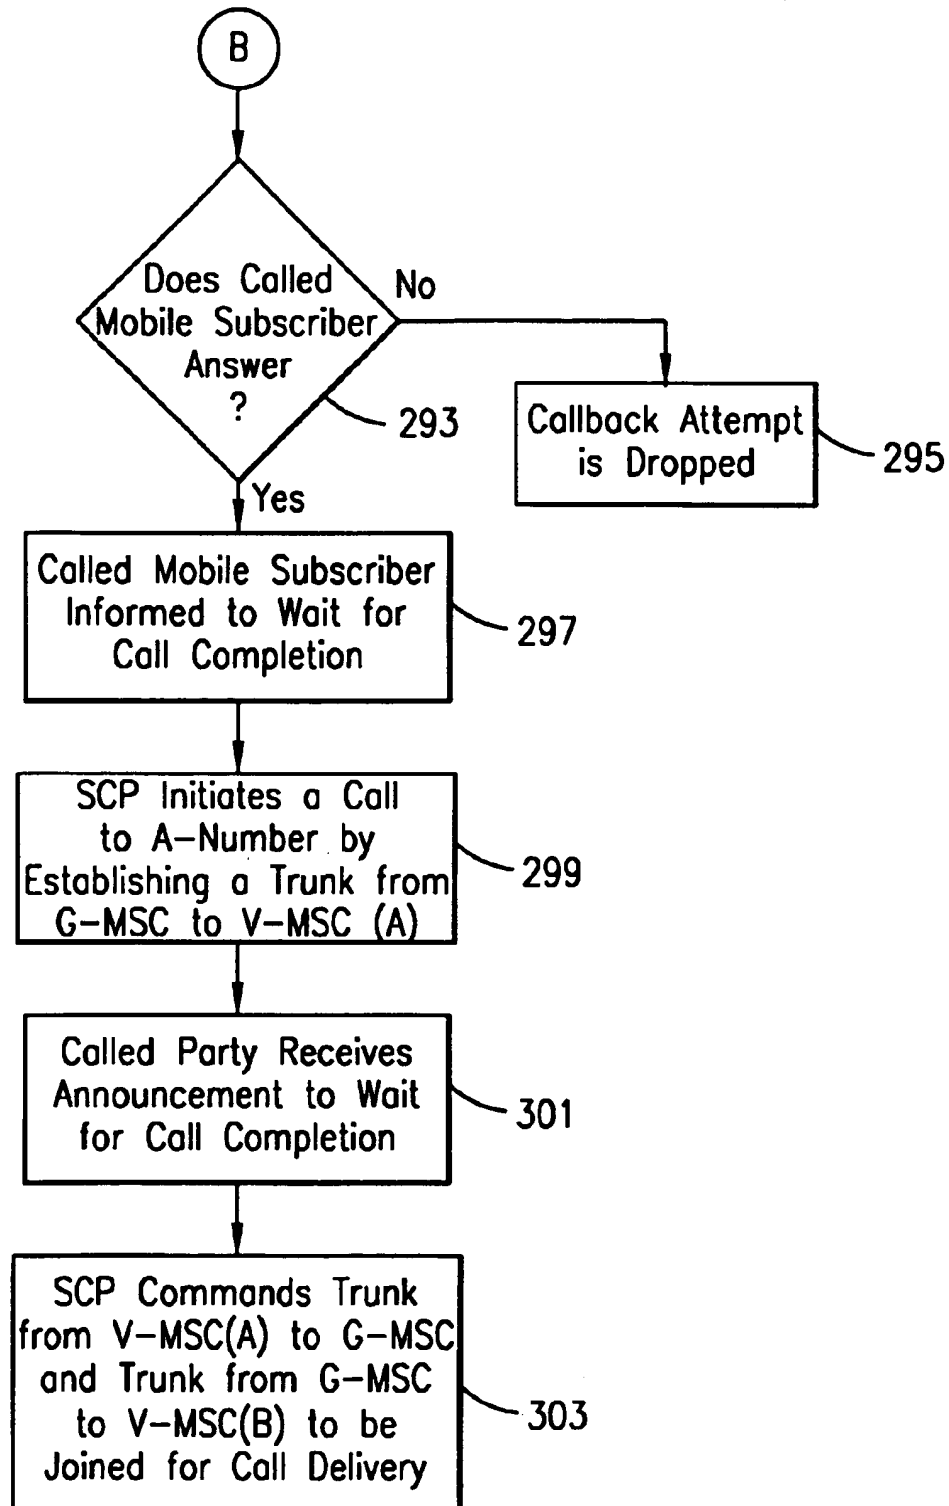 B
Does Called
Mobile Subscriber
Answer
?
No
293
Callback Attempt
is Dropped
295
Yes
Called Mobile Subscriber
Informed to Wait for
Call Completion
297
SCP Initiates a Call
to A-Number by
Establishing a Trunk from
G-MSC to V-MSC (A)
299
Called Party Receives
Announcement to Wait
for Call Completion
301
SCP Commands Trunk
from V-MSC(A) to G-MSC
and Trunk from G-MSC
to V-MSC(B) to be
Joined for Call Delivery
303